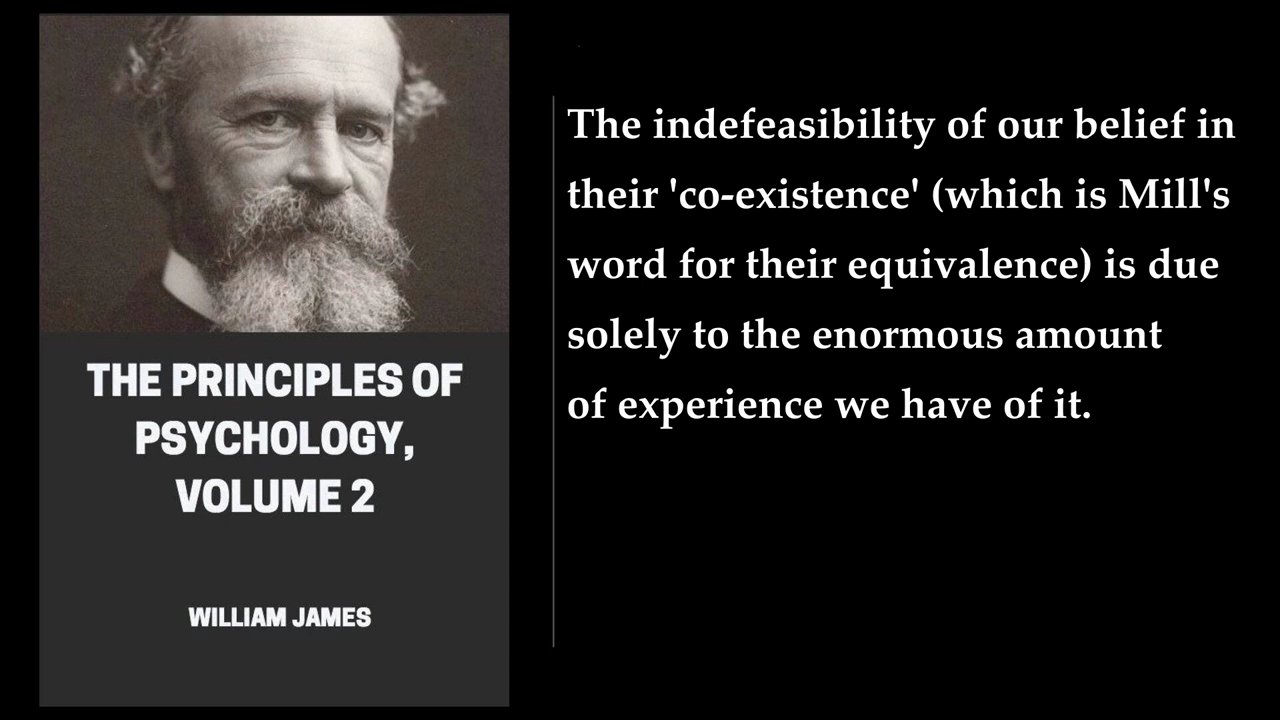 THE PRINCIPLES OF
PSYCHOLOGY,
VOLUME 2
WILLIAM JAMES
The indefeasibility of our belief in
their 'co-existence' (which is Mill's
word for their equivalence) is due
solely to the enormous amount
of experience we have of it.